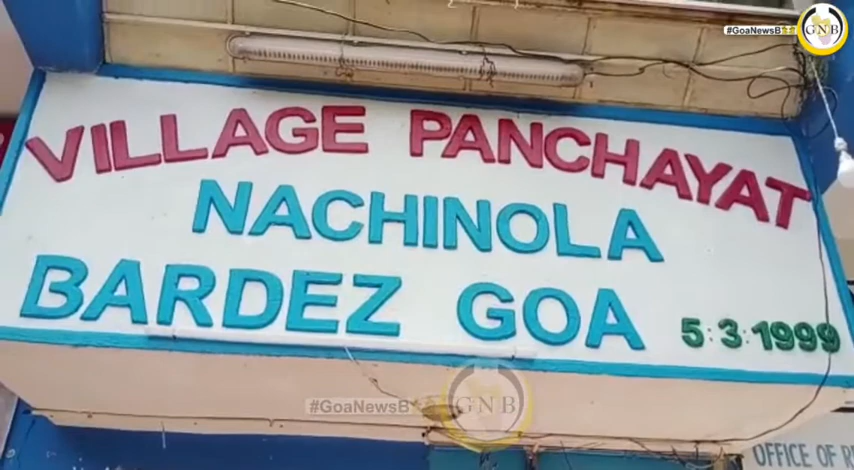 #GoaNewsB
GNB
VILLAGE PANCHAYAT
NACHINOLA
BARDEZ GOA
5:3:1999
#GoaNewsB
GNB
OFFICE OF